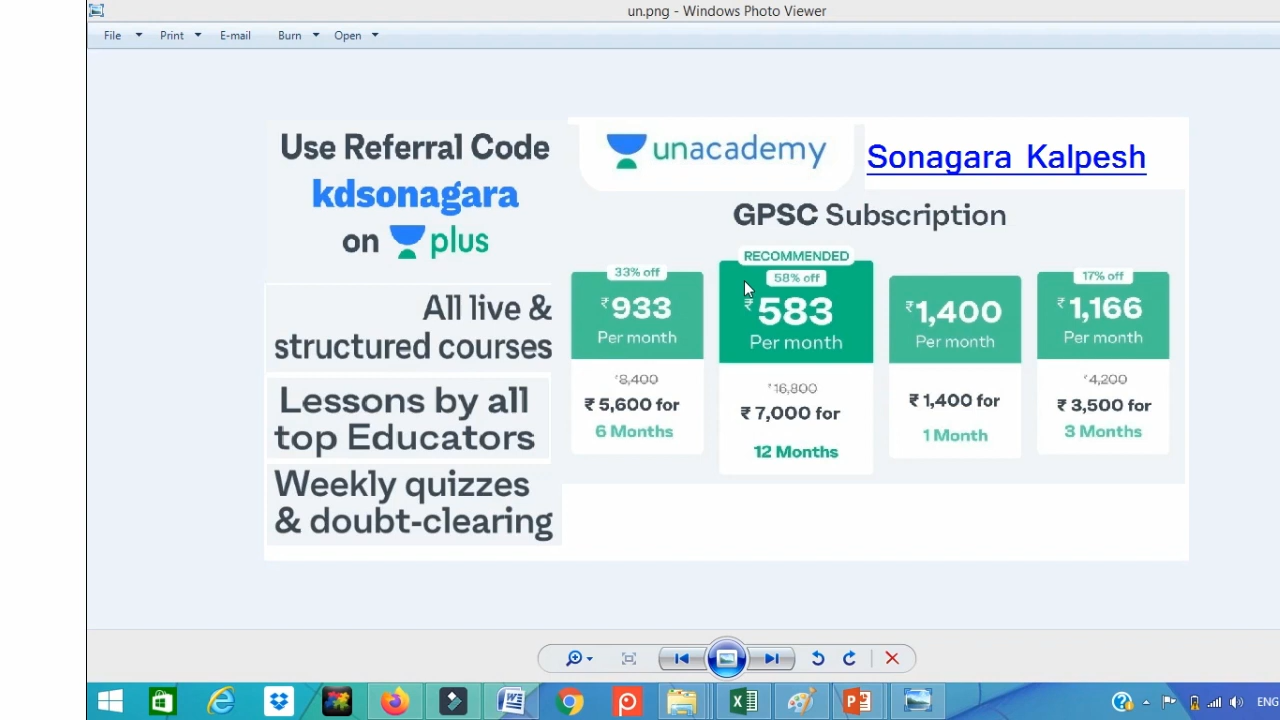 un.png - Windows Photo Viewer
File Print E-mail Burn Open
Use Referral Code
kdsonagara
on plus
All live &
structured courses
Lessons by all
top Educators
Weekly quizzes
& doubt-clearing
unacademy
Sonagara Kalpesh
GPSC Subscription
33% off
₹933
Per month
₹8,400
₹ 5,600 for
6 Months
RECOMMENDED
58% off
₹583
Per month
₹16,800
₹ 7,000 for
12 Months
₹1,400
Per month
₹ 1,400 for
1 Month
17% off
₹1,166
Per month
₹4,200
₹ 3,500 for
3 Months
ENG